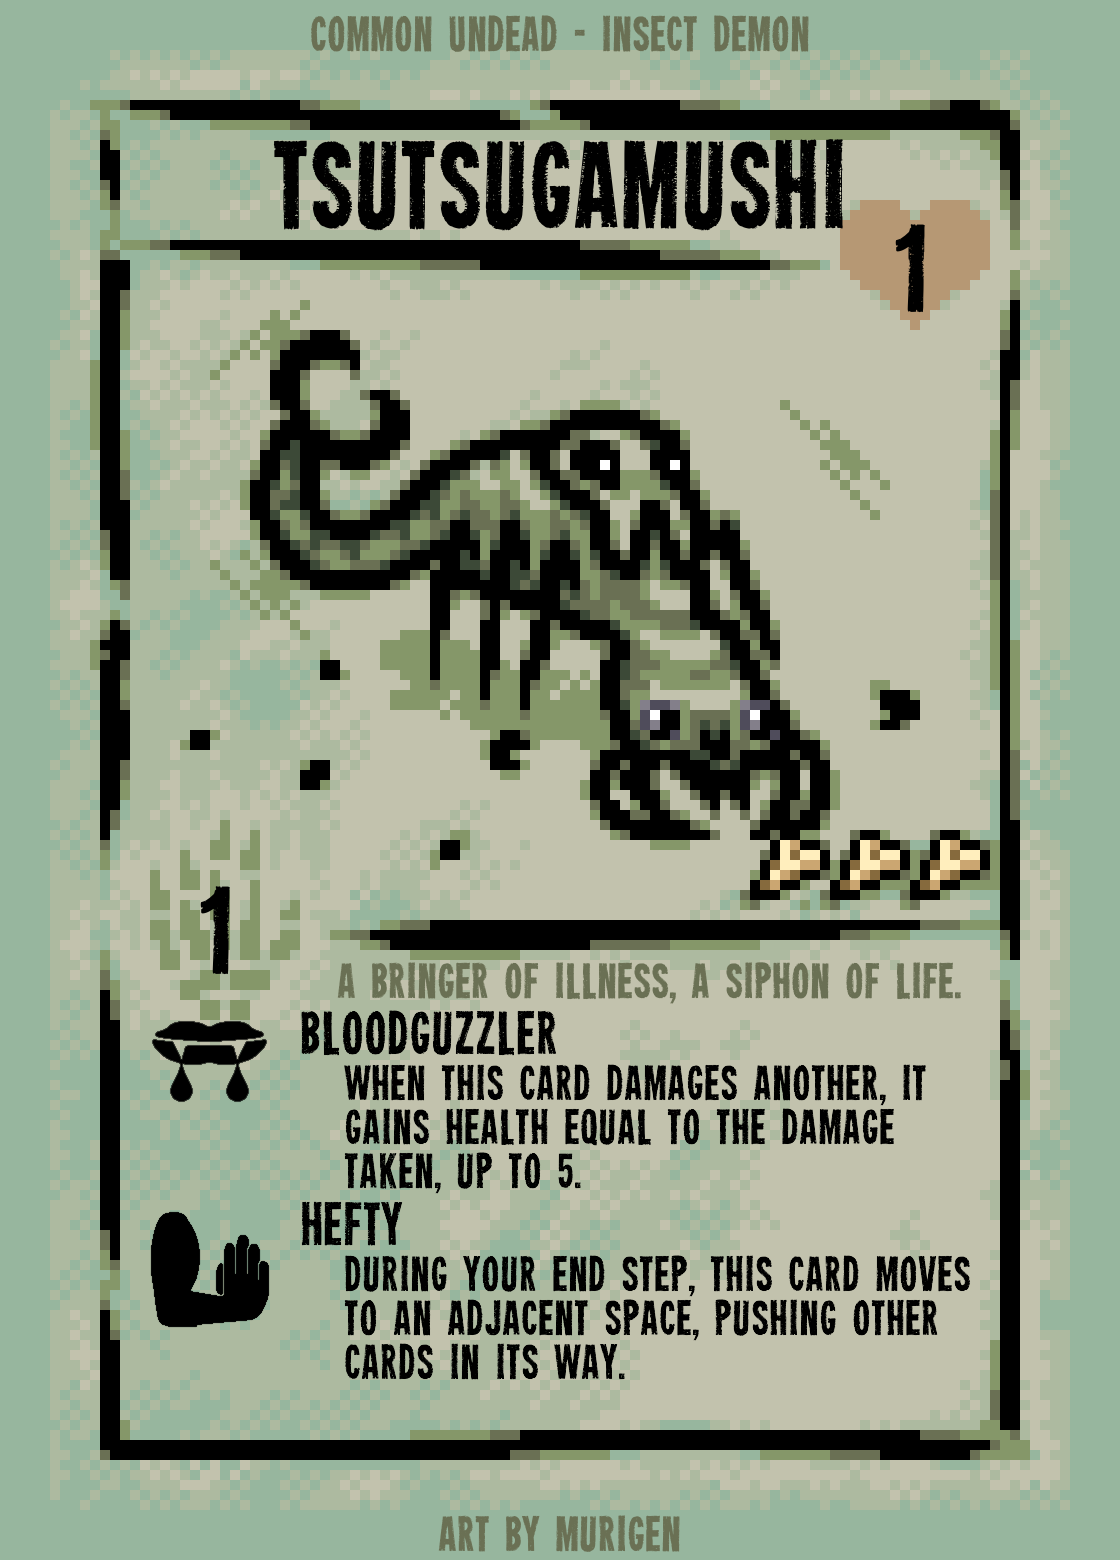 COMMON UNDEAD - INSECT DEMON
TSUTSUGAMUSHI
1
1
A BRINGER OF ILLNESS, A SIPHON OF LIFE.
BLOODGUZZLER
WHEN THIS CARD DAMAGES ANOTHER, IT
GAINS HEALTH EQUAL TO THE DAMAGE
TAKEN, UP TO 5.
HEFTY
DURING YOUR END STEP, THIS CARD MOVES
TO AN ADJACENT SPACE, PUSHING OTHER
CARDS IN ITS WAY.
ART BY MURIGEN